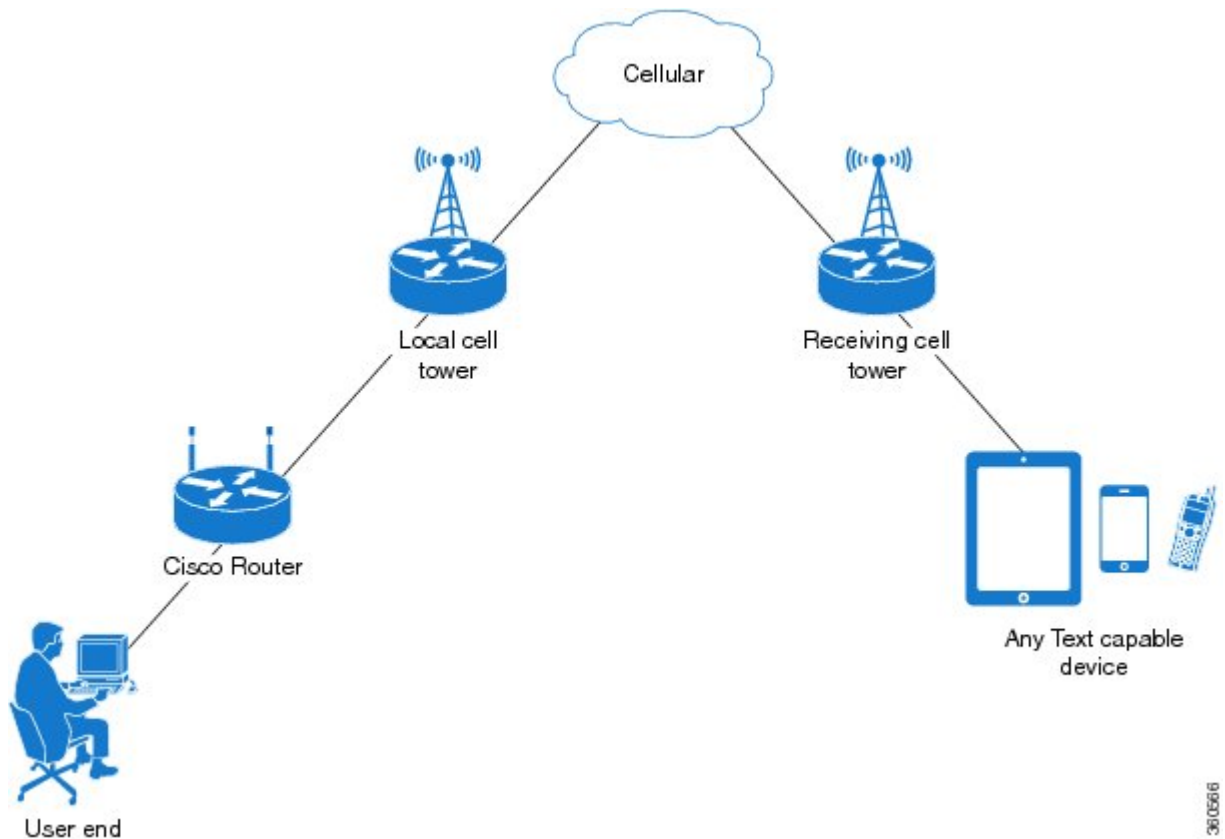 Cellular
Local cell
tower
Receiving cell
tower
Cisco Router
Any Text capable
device
User end
360566